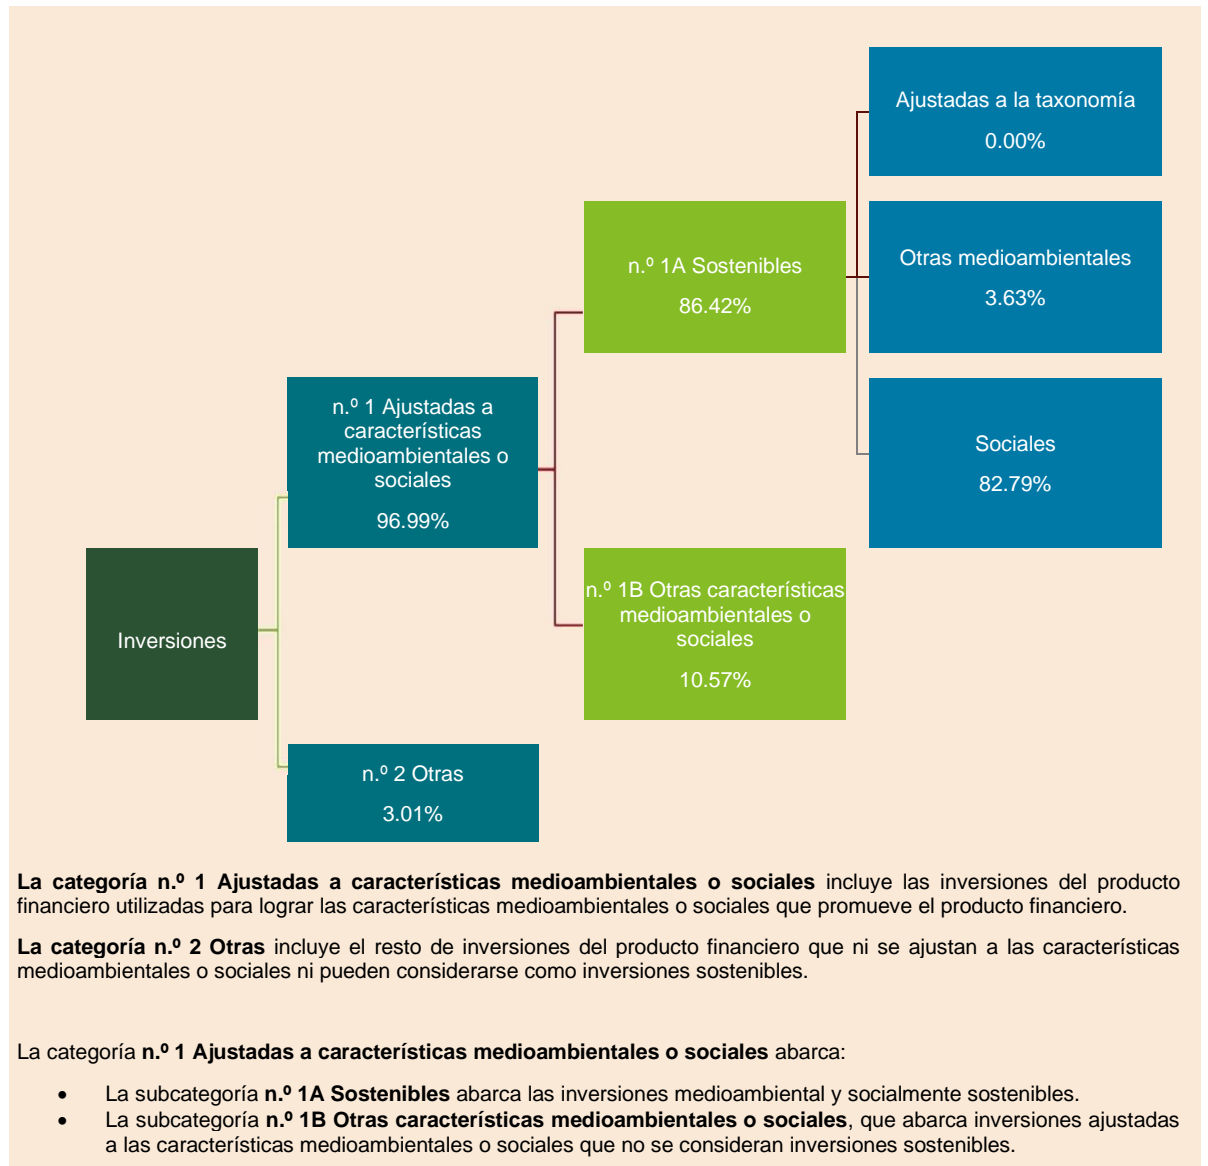 Ajustadas a la taxonomía
0.00%
n.º 1A Sostenibles
86.42%
Otras medioambientales
3.63%
n.º 1 Ajustadas a
características
medioambientales o
sociales
96.99%
Sociales
82.79%
Inversiones
n.º 1B Otras características
medioambientales o
sociales
10.57%
n.º 2 Otras
3.01%
La categoría n.º 1 Ajustadas a características medioambientales o sociales incluye las inversiones del producto
financiero utilizadas para lograr las características medioambientales o sociales que promueve el producto financiero.
La categoría n.º 2 Otras incluye el resto de inversiones del producto financiero que ni se ajustan a las características
medioambientales o sociales ni pueden considerarse como inversiones sostenibles.
La categoría n.º 1 Ajustadas a características medioambientales o sociales abarca:
• La subcategoría n.º 1A Sostenibles abarca las inversiones medioambiental y socialmente sostenibles.
• La subcategoría n.º 1B Otras características medioambientales o sociales, que abarca inversiones ajustadas
a las características medioambientales o sociales que no se consideran inversiones sostenibles.